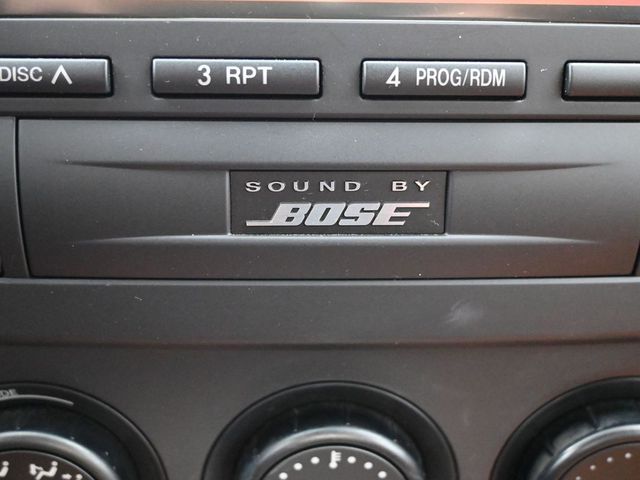 DISC ∧ 3 RPT 4 PROG/RDM
SOUND BY
BOSE